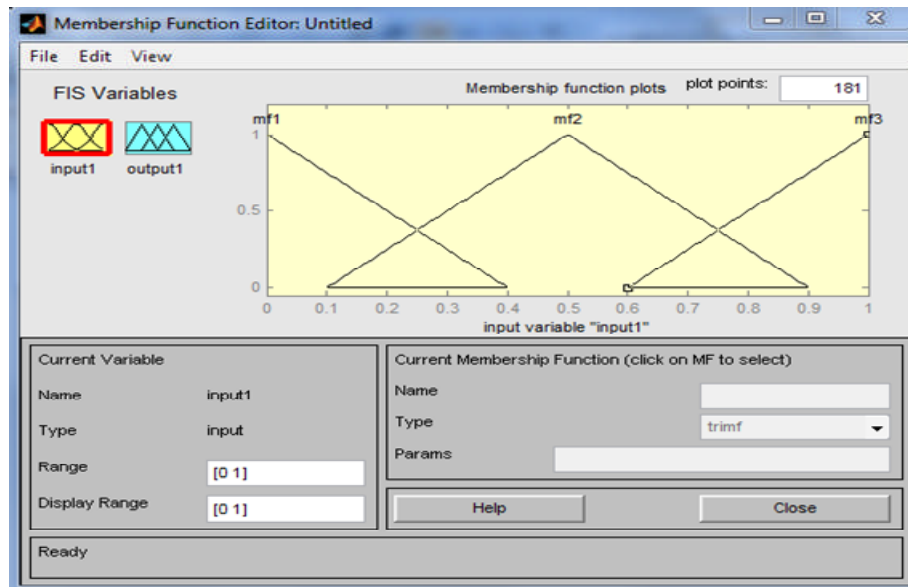 Membership Function Editor: Untitled
File Edit View
FIS Variables
Membership function plots
plot points:
181
input1
output1
mf1
mf2
mf3
1
0.5
0
0 0.1 0.2 0.3 0.4 0.5 0.6 0.7 0.8 0.9 1
input variable "input1"
Current Variable
Name input1
Type input
Range [0 1]
Display Range [0 1]
Current Membership Function (click on MF to select)
Name
Type trimf
Params
Help
Close
Ready